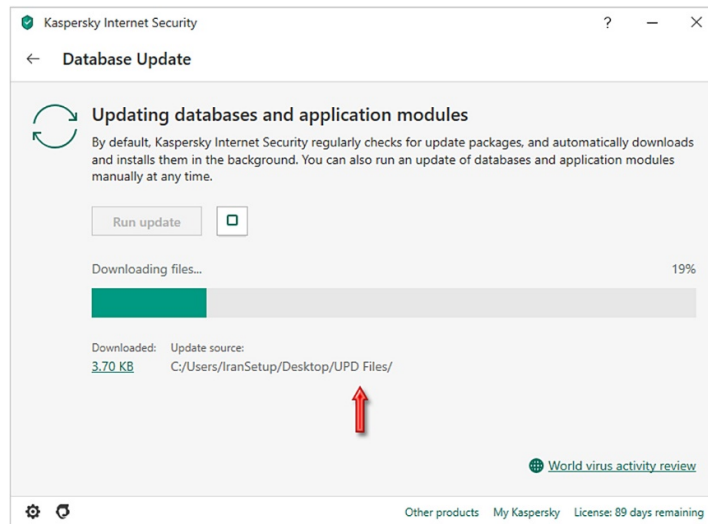 Kaspersky Internet Security
?
Database Update
Updating databases and application modules
By default, Kaspersky Internet Security regularly checks for update packages, and automatically downloads
and installs them in the background. You can also run an update of databases and application modules
manually at any time.
Run update
Downloading files... 19%
Downloaded: Update source:
3.70 KB C:/Users/IranSetup/Desktop/UPD Files/
World virus activity review
Other products My Kaspersky License: 89 days remaining